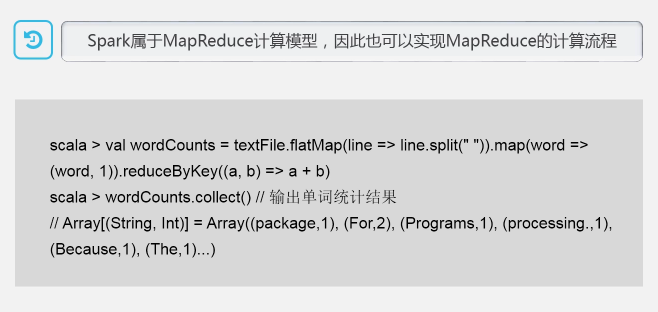 Spark属于MapReduce计算模型，因此也可以实现MapReduce的计算流程
scala > val wordCounts = textFile.flatMap(line => line.split(" ")).map(word =>
(word, 1)).reduceByKey((a, b) => a + b)
scala > wordCounts.collect() // 输出单词统计结果
// Array[(String, Int)] = Array((package,1), (For,2), (Programs,1), (processing.,1),
(Because,1), (The,1)...)